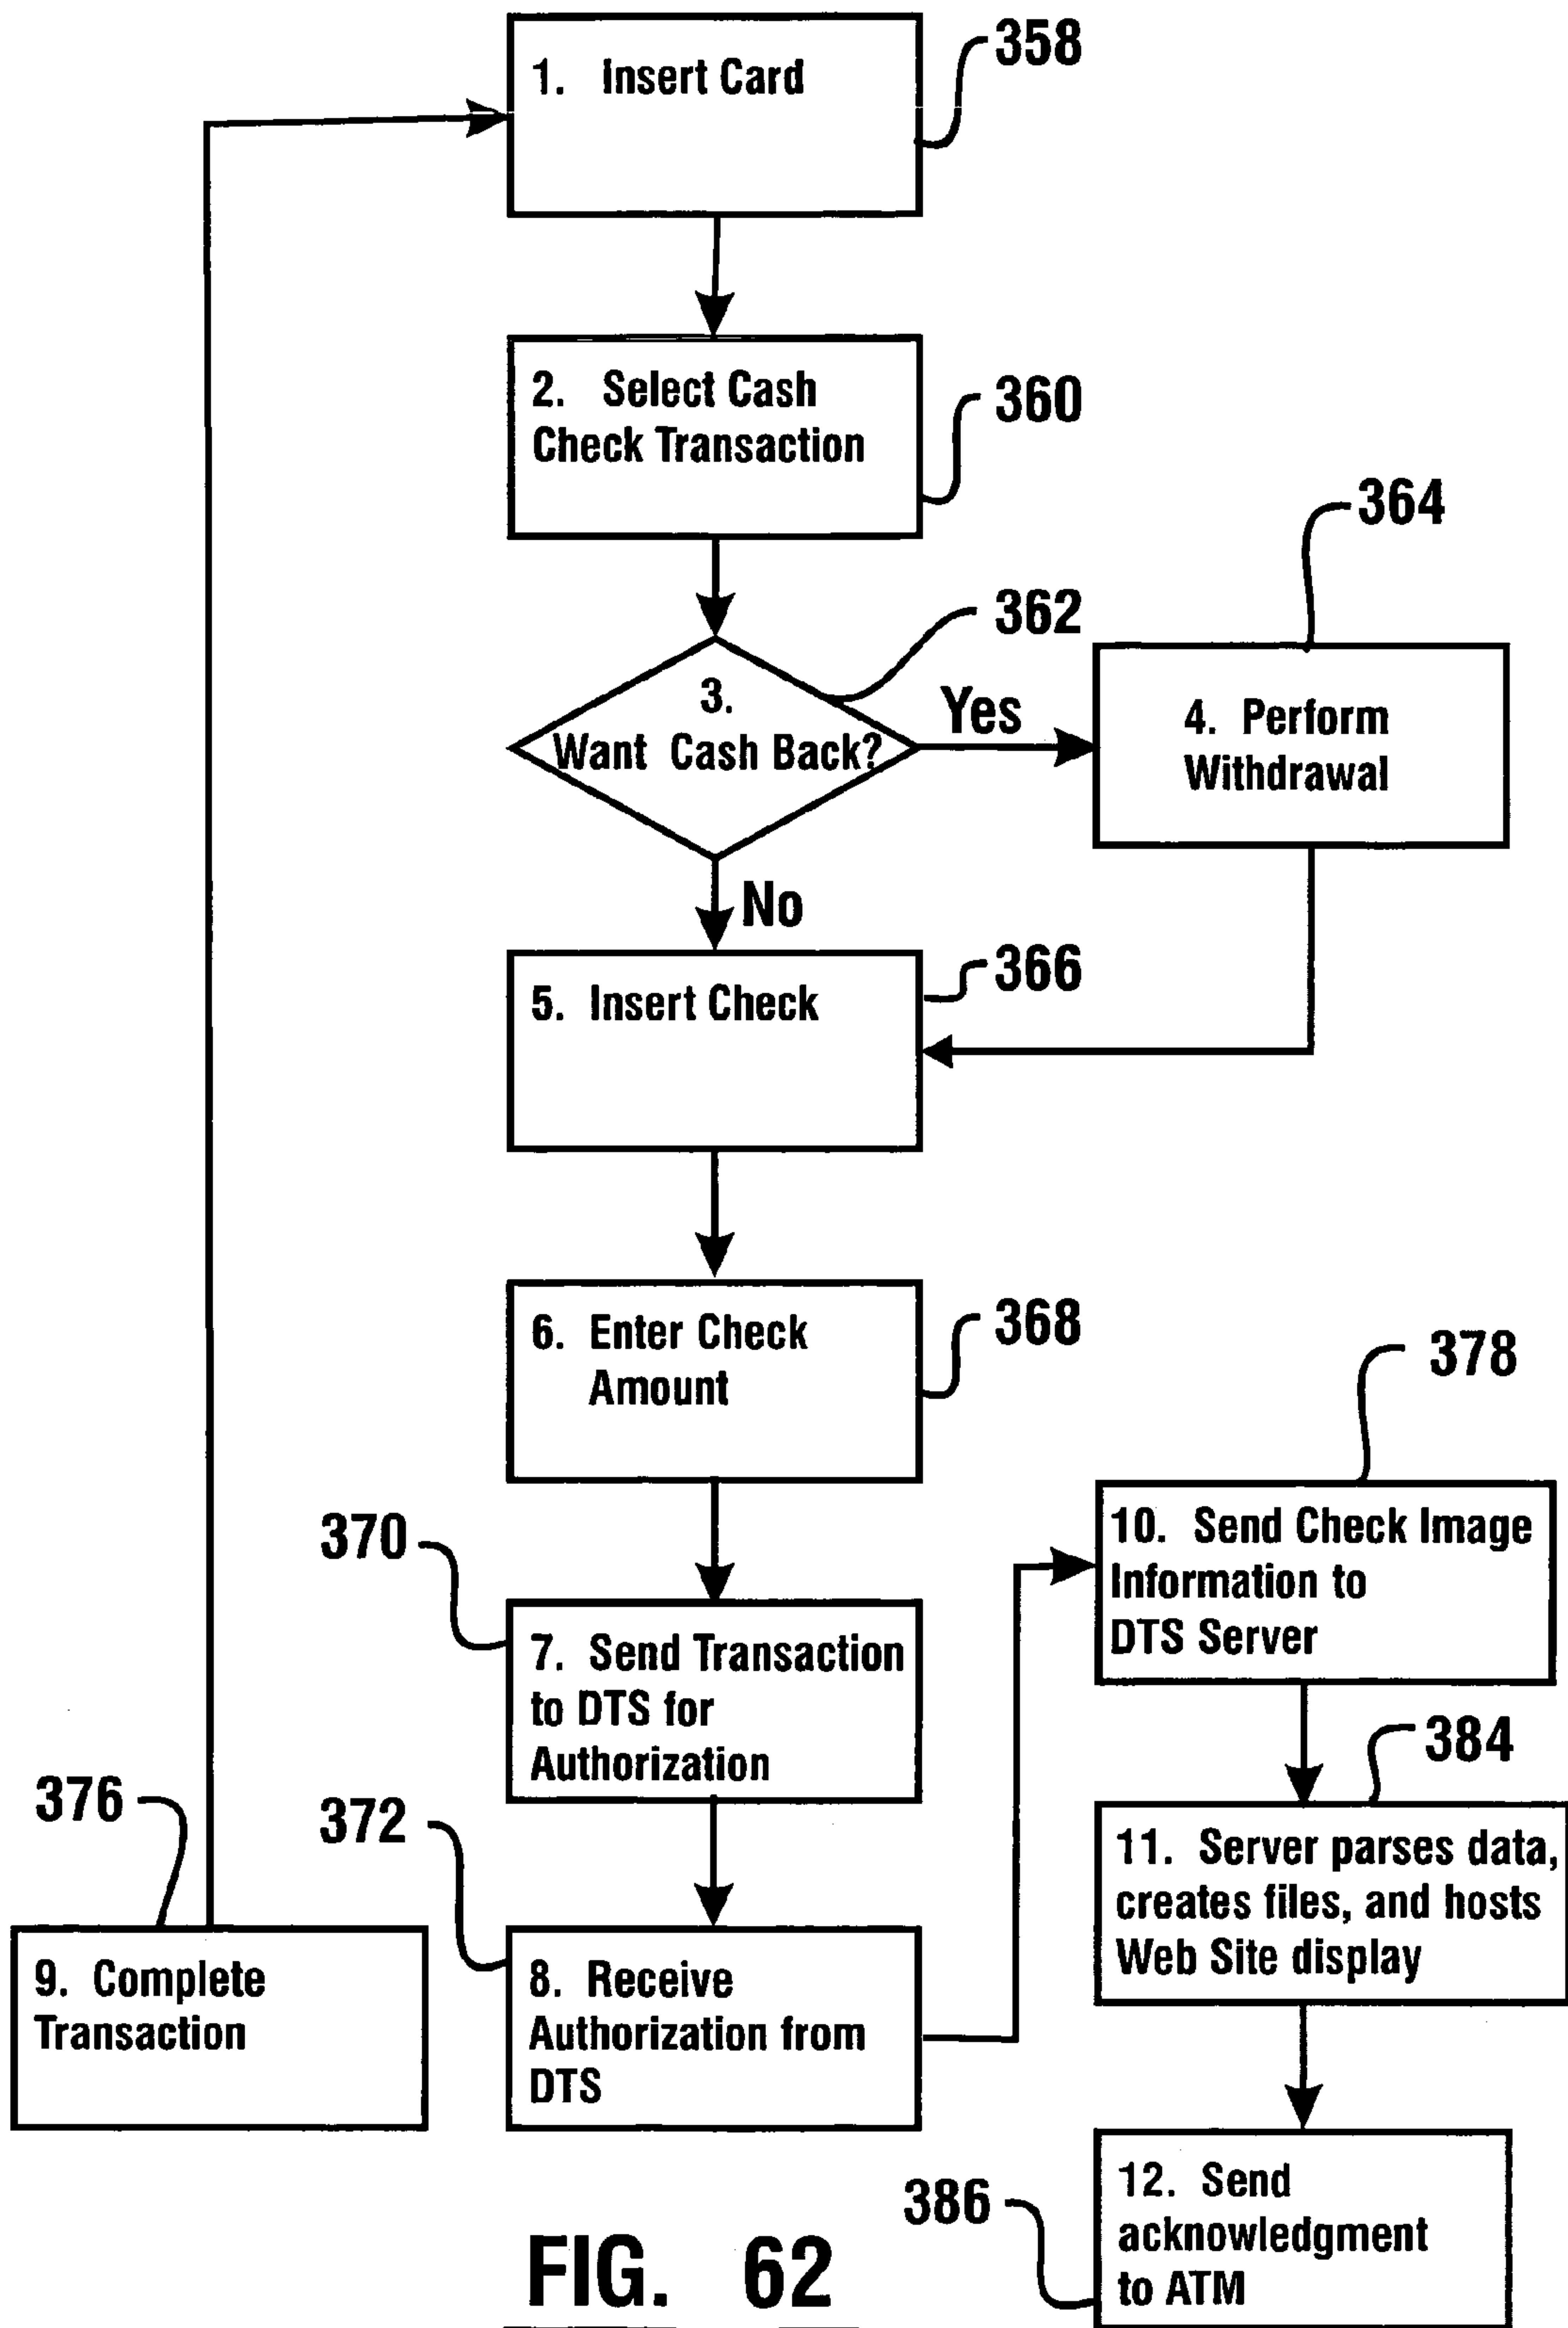 358
1. Insert Card
2. Select Cash
Check Transaction
360
364
362
3.
Want Cash Back?
Yes
4. Perform
Withdrawal
No
366
5. Insert Check
6. Enter Check
Amount
368
378
370
10. Send Check Image
Information to
DTS Server
7. Send Transaction
to DTS for
Authorization
384
376
372
11. Server parses data,
creates files, and hosts
Web Site display
9. Complete
Transaction
8. Receive
Authorization from
DTS
12. Send
acknowledgment
to ATM
386
FIG. 62